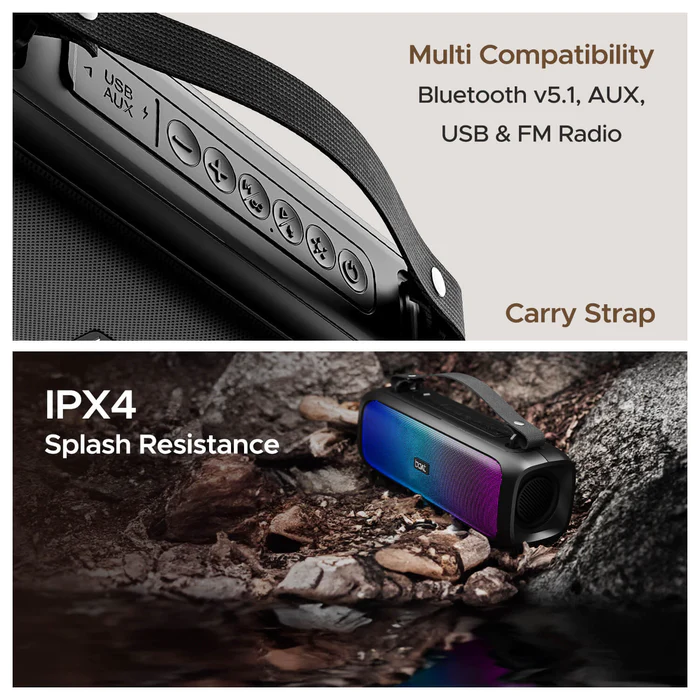 Multi Compatibility
Bluetooth v5.1, AUX,
USB & FM Radio
USB
AUX
Carry Strap
IPX4
Splash Resistance
boAt